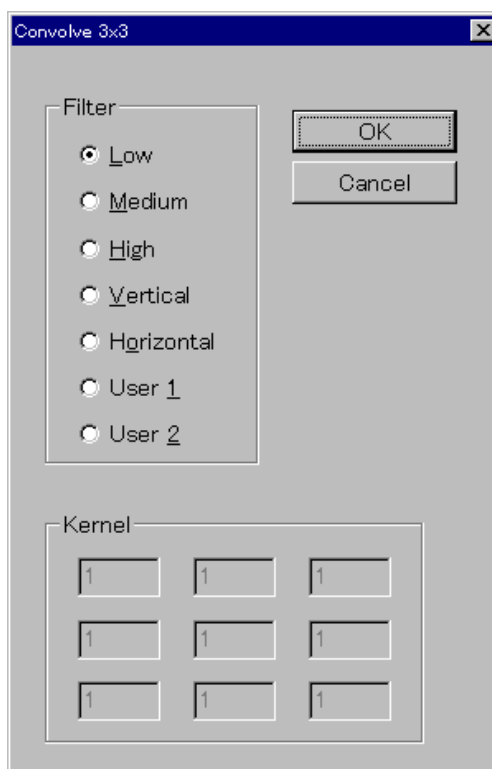 Convolve 3x3
Filter
Low
Medium
High
Vertical
Horizontal
User 1
User 2
OK
Cancel
Kernel
1 1 1
1 1 1
1 1 1